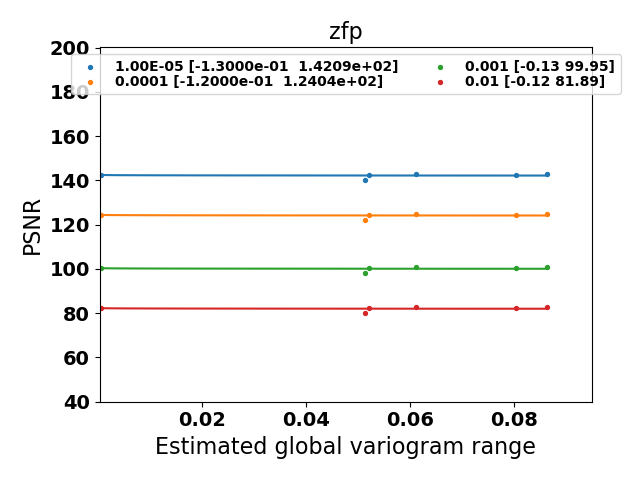 zfp
1.00E-05 [-1.3000e-01  1.4209e+02]
0.0001 [-1.2000e-01  1.2404e+02]
0.001 [-0.13 99.95]
0.01 [-0.12 81.89]
200
180
160
140
120
100
80
60
40
PSNR
0.02 0.04 0.06 0.08
Estimated global variogram range